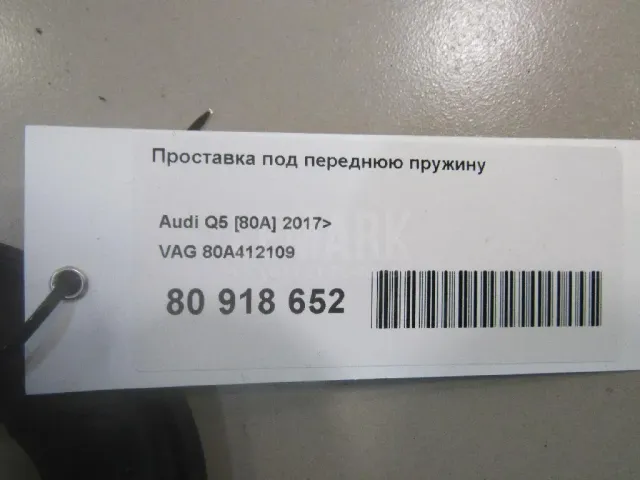 Проставка под переднюю пружину
Audi Q5 [80A] 2017>
VAG 80A412109
80 918 652